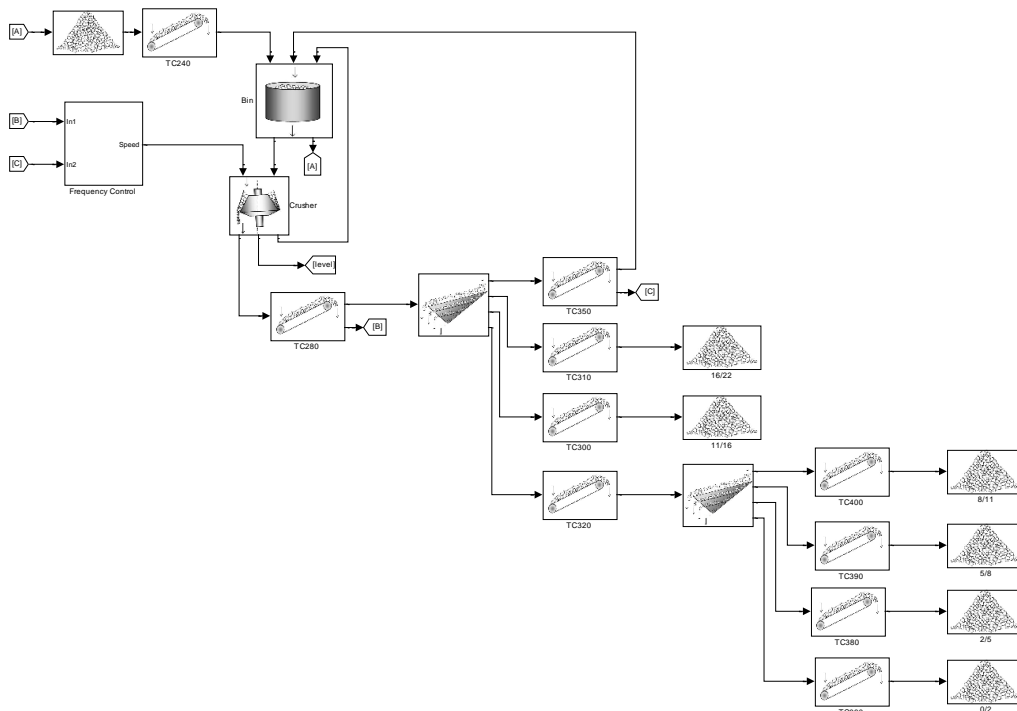 [A]
TC240
Bin
[B]
In1
Speed
[C]
In2
[A]
Frequency Control
Crusher
[level]
[C]
TC350
[B]
TC280
TC310
16/22
TC300
11/16
TC400
8/11
TC320
TC390
5/8
TC380
2/5
0/2